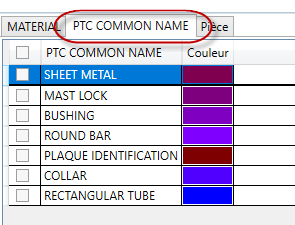 MATERIAL PTC COMMON NAME Pièce
PTC COMMON NAME Couleur
SHEET METAL
MAST LOCK
BUSHING
ROUND BAR
PLAQUE IDENTIFICATION
COLLAR
RECTANGULAR TUBE